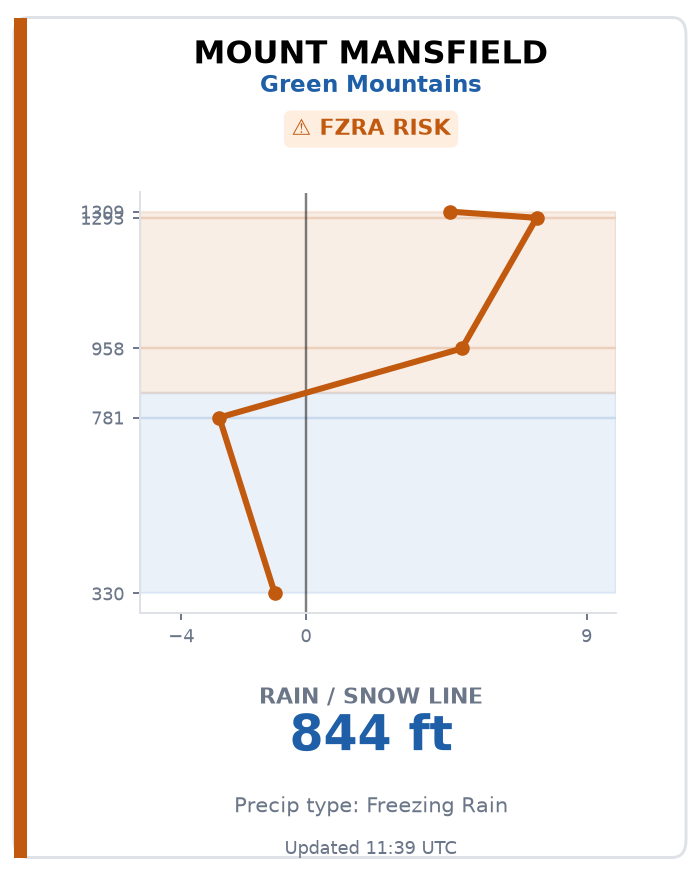 MOUNT MANSFIELD
Green Mountains
⚠ FZRA RISK
1309
1293
958
781
330
−4 0 9
RAIN / SNOW LINE
844 ft
Precip type: Freezing Rain
Updated 11:39 UTC